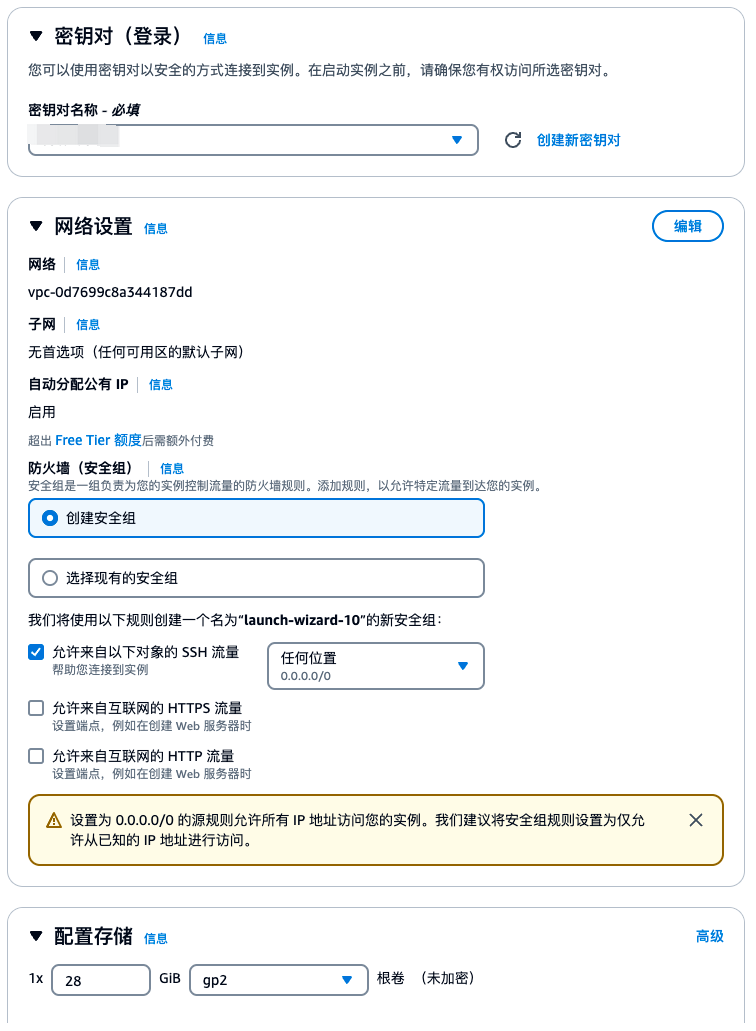 密钥对（登录） 信息
您可以使用密钥对以安全的方式连接到实例。在启动实例之前，请确保您有权访问所选密钥对。
密钥对名称 - 必填
创建新密钥对
网络设置 信息
编辑
网络 信息
vpc-0d7699c8a344187dd
子网 信息
无首选项（任何可用区的默认子网）
自动分配公有 IP 信息
启用
超出 Free Tier 额度后需额外付费
防火墙（安全组） 信息
安全组是一组负责为您的实例控制流量的防火墙规则。添加规则，以允许特定流量到达您的实例。
创建安全组
选择现有的安全组
我们将使用以下规则创建一个名为“launch-wizard-10”的新安全组：
允许来自以下对象的 SSH 流量
帮助您连接到实例
任何位置
0.0.0.0/0
允许来自互联网的 HTTPS 流量
设置端点，例如在创建 Web 服务器时
允许来自互联网的 HTTP 流量
设置端点，例如在创建 Web 服务器时
设置为 0.0.0.0/0 的源规则允许所有 IP 地址访问您的实例。我们建议将安全组规则设置为仅允
许从已知的 IP 地址进行访问。
配置存储 信息
高级
1x 28 GiB gp2 根卷 （未加密）